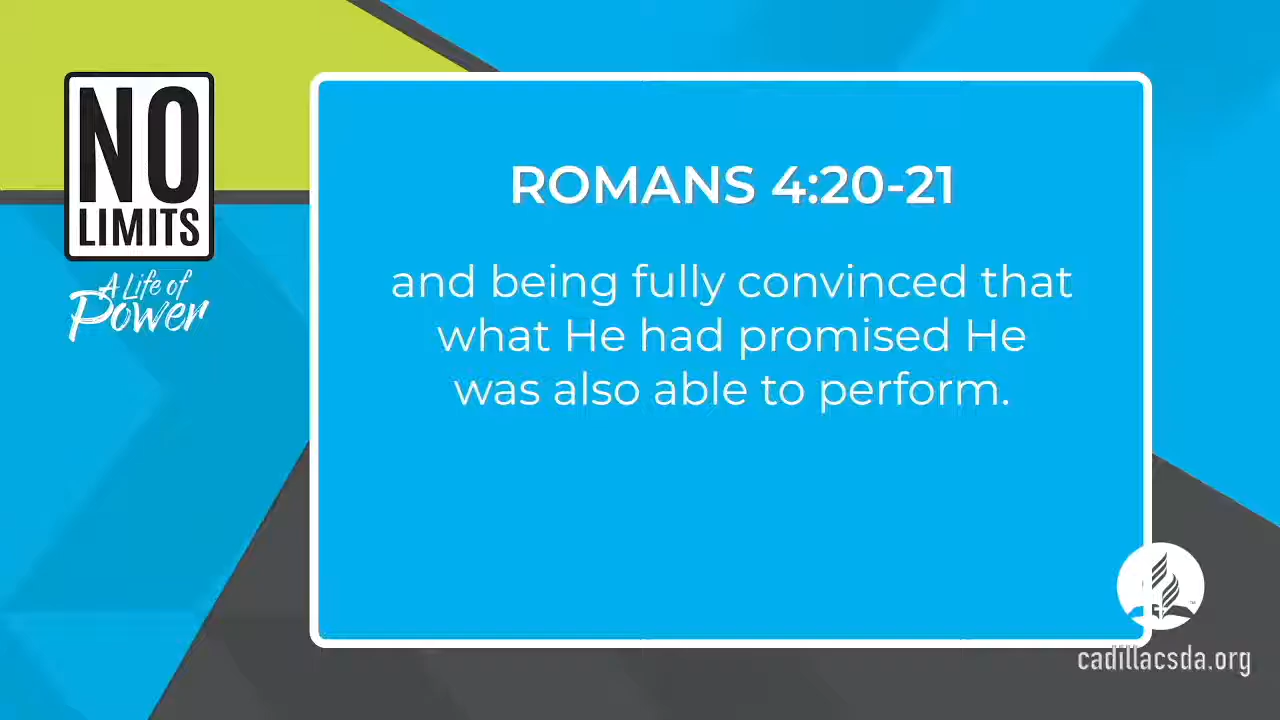 NO
LIMITS
A Life of
Power
ROMANS 4:20-21
and being fully convinced that
what He had promised He
was also able to perform.
cadillacsda.org